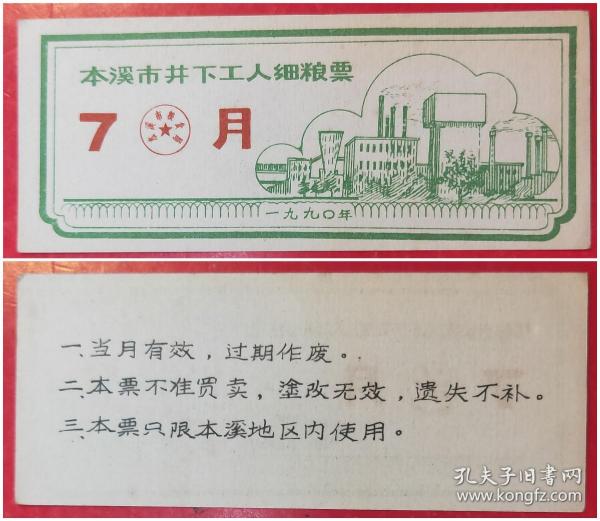 本溪市井下工人细粮票
7 月
一九九〇年
一、当月有效，过期作废。
二、本票不准买卖，塗改无效，遗失不补。
三、本票只限本溪地区内使用。
孔夫子旧书网
www.kongfz.com